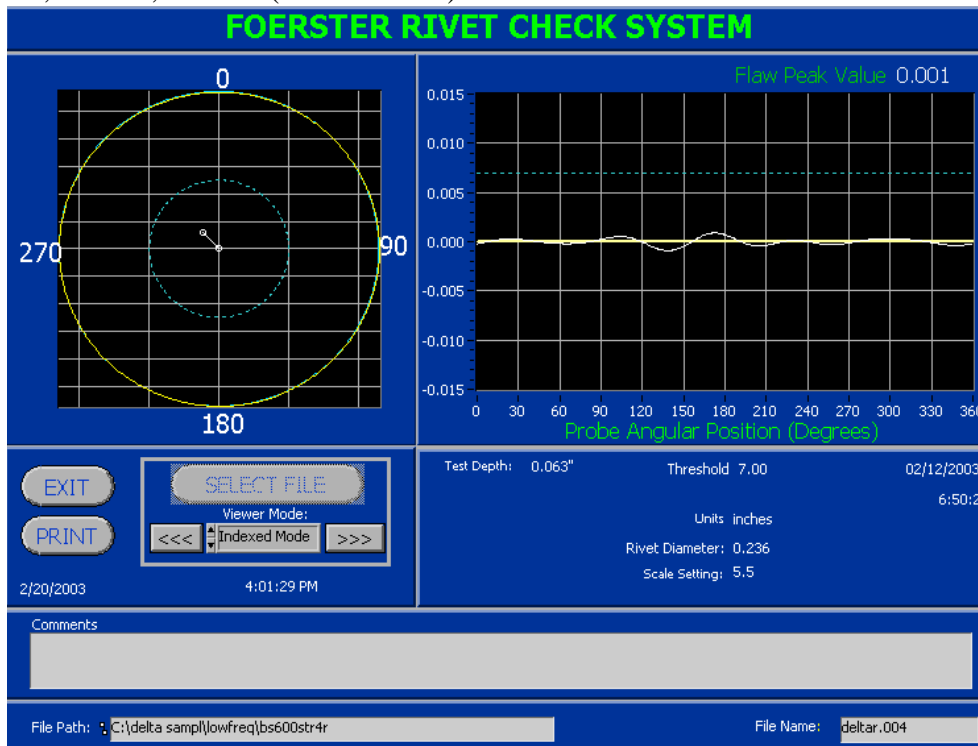 FOERSTER RIVET CHECK SYSTEM
0
270
90
180
Flaw Peak Value 0.001
0.015
0.010
0.005
0.000
-0.005
-0.010
-0.015
0 30 60 90 120 150 180 210 240 270 300 330 360
Probe Angular Position (Degrees)
EXIT
PRINT
SELECT FILE
Viewer Mode:
<<< Indexed Mode >>>
2/20/2003 4:01:29 PM
Test Depth: 0.063" Threshold 7.00 02/12/2003
6:50:2
Units inches
Rivet Diameter: 0.236
Scale Setting: 5.5
Comments
File Path: C:\delta sampl\lowfreq\bs600str4r
File Name: deltar.004